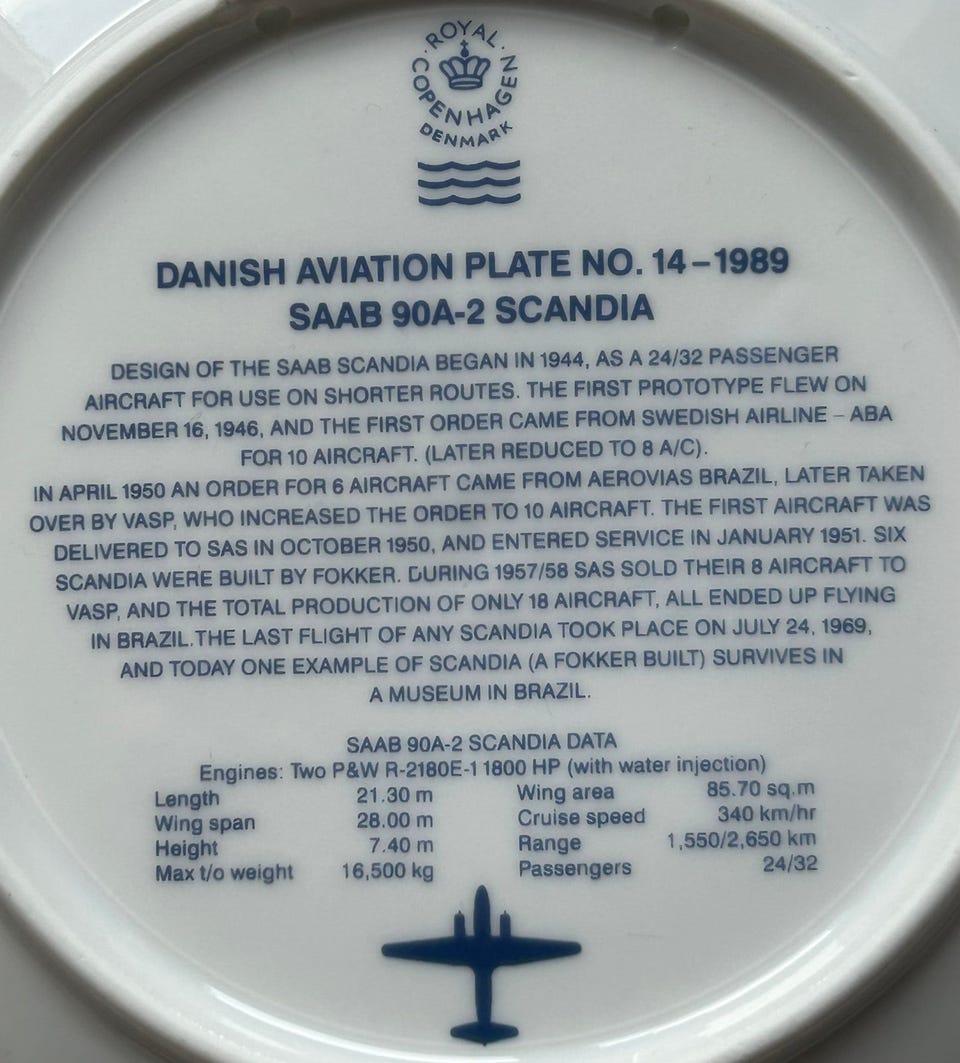 ROYAL
COPENHAGEN
DENMARK
DANISH AVIATION PLATE NO. 14–1989
SAAB 90A-2 SCANDIA
DESIGN OF THE SAAB SCANDIA BEGAN IN 1944, AS A 24/32 PASSENGER
AIRCRAFT FOR USE ON SHORTER ROUTES. THE FIRST PROTOTYPE FLEW ON
NOVEMBER 16, 1946, AND THE FIRST ORDER CAME FROM SWEDISH AIRLINE – ABA
FOR 10 AIRCRAFT. (LATER REDUCED TO 8 A/C).
IN APRIL 1950 AN ORDER FOR 6 AIRCRAFT CAME FROM AEROVIAS BRAZIL, LATER TAKEN
OVER BY VASP, WHO INCREASED THE ORDER TO 10 AIRCRAFT. THE FIRST AIRCRAFT WAS
DELIVERED TO SAS IN OCTOBER 1950, AND ENTERED SERVICE IN JANUARY 1951. SIX
SCANDIA WERE BUILT BY FOKKER. DURING 1957/58 SAS SOLD THEIR 8 AIRCRAFT TO
VASP, AND THE TOTAL PRODUCTION OF ONLY 18 AIRCRAFT, ALL ENDED UP FLYING
IN BRAZIL. THE LAST FLIGHT OF ANY SCANDIA TOOK PLACE ON JULY 24, 1969,
AND TODAY ONE EXAMPLE OF SCANDIA (A FOKKER BUILT) SURVIVES IN
A MUSEUM IN BRAZIL.
SAAB 90A-2 SCANDIA DATA
Engines: Two P&W R-2180E-1 1800 HP (with water injection)
Length 21.30 m Wing area 85.70 sq.m
Wing span 28.00 m Cruise speed 340 km/hr
Height 7.40 m Range 1,550/2,650 km
Max t/o weight 16,500 kg Passengers 24/32